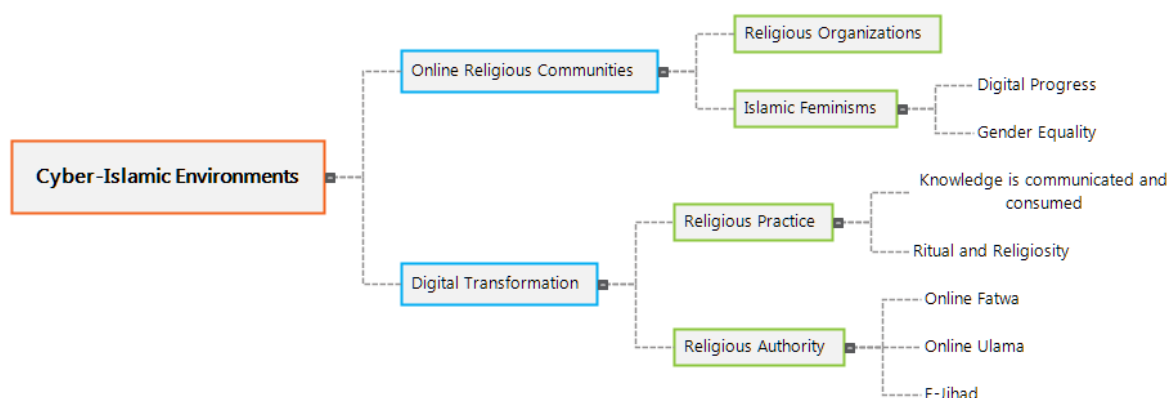 Religious Organizations
Online Religious Communities
Islamic Feminisms
Digital Progress
Gender Equality
Cyber-Islamic Environments
Knowledge is communicated and
consumed
Religious Practice
Ritual and Religiosity
Digital Transformation
Online Fatwa
Religious Authority
Online Ulama
E-Jihad